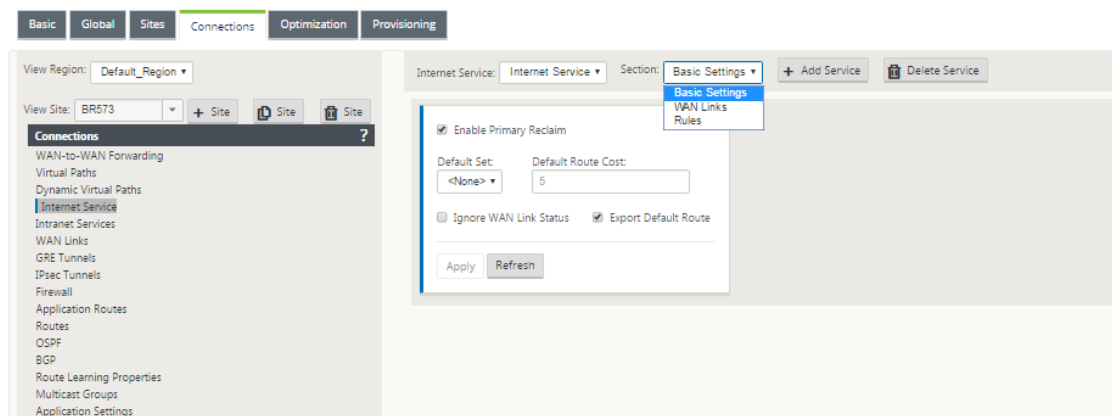 Basic Global Sites Connections Optimization Provisioning
View Region: Default_Region
View Site: BR573 + Site Site Site
Connections ?
WAN-to-WAN Forwarding
Virtual Paths
Dynamic Virtual Paths
Internet Service
Intranet Services
WAN Links
GRE Tunnels
IPsec Tunnels
Firewall
Application Routes
Routes
OSPF
BGP
Route Learning Properties
Multicast Groups
Application Settings
Internet Service: Internet Service Section: Basic Settings + Add Service Delete Service
Basic Settings
WAN Links
Rules
Enable Primary Reclaim
Default Set: Default Route Cost:
<None> 5
Ignore WAN Link Status Export Default Route
Apply Refresh